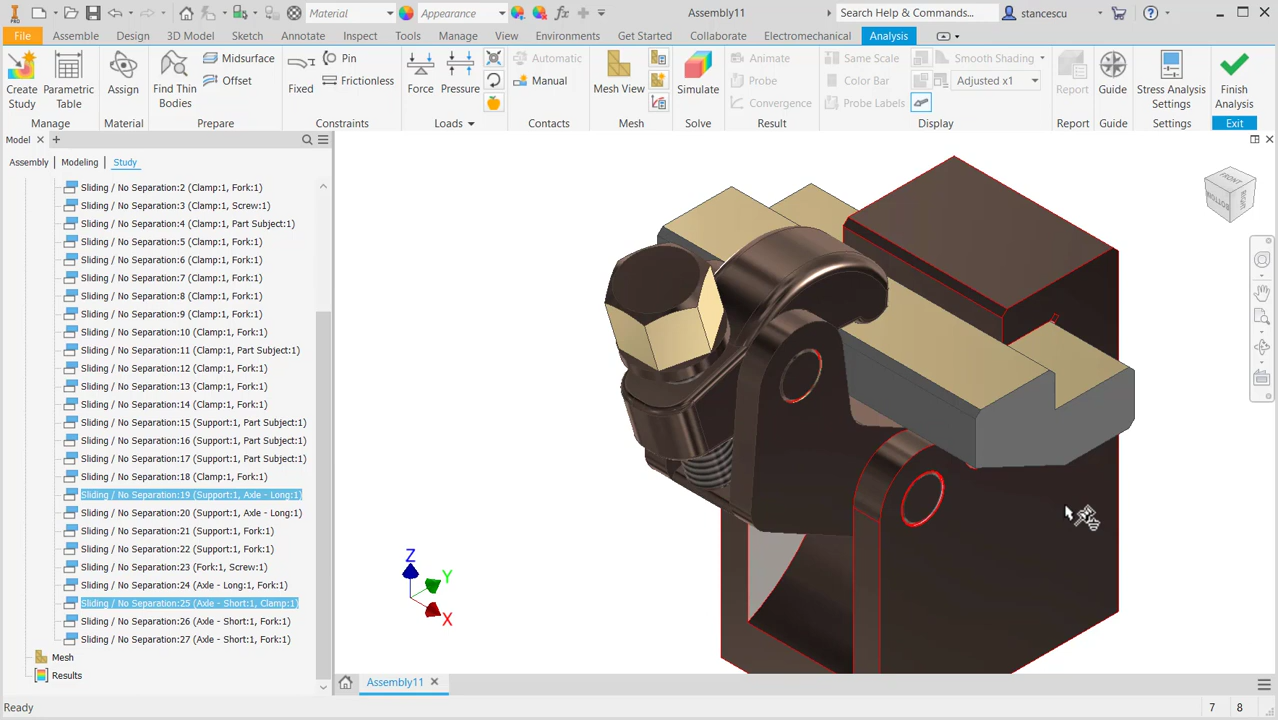 PRO
Material
Appearance
fx
Assembly11
Search Help & Commands...
stancescu
File
Assemble
Design
3D Model
Sketch
Annotate
Inspect
Tools
Manage
View
Environments
Get Started
Collaborate
Electromechanical
Analysis
Create Study
Parametric Table
Manage
Assign
Material
Find Thin Bodies
Midsurface
Offset
Prepare
Fixed
Pin
Frictionless
Constraints
Force
Pressure
Loads
Automatic
Manual
Contacts
Mesh View
Mesh
Simulate
Solve
Animate
Probe
Convergence
Result
Same Scale
Color Bar
Probe Labels
Smooth Shading
Adjusted x1
Display
Report
Report
Guide
Guide
Stress Analysis Settings
Settings
Finish Analysis
Exit
Model
Assembly
Modeling
Study
Sliding / No Separation:2 (Clamp:1, Fork:1)
Sliding / No Separation:3 (Clamp:1, Screw:1)
Sliding / No Separation:4 (Clamp:1, Part Subject:1)
Sliding / No Separation:5 (Clamp:1, Fork:1)
Sliding / No Separation:6 (Clamp:1, Fork:1)
Sliding / No Separation:7 (Clamp:1, Fork:1)
Sliding / No Separation:8 (Clamp:1, Fork:1)
Sliding / No Separation:9 (Clamp:1, Fork:1)
Sliding / No Separation:10 (Clamp:1, Fork:1)
Sliding / No Separation:11 (Clamp:1, Part Subject:1)
Sliding / No Separation:12 (Clamp:1, Fork:1)
Sliding / No Separation:13 (Clamp:1, Fork:1)
Sliding / No Separation:14 (Clamp:1, Fork:1)
Sliding / No Separation:15 (Support:1, Part Subject:1)
Sliding / No Separation:16 (Support:1, Part Subject:1)
Sliding / No Separation:17 (Support:1, Part Subject:1)
Sliding / No Separation:18 (Clamp:1, Fork:1)
Sliding / No Separation:19 (Support:1, Axle - Long:1)
Sliding / No Separation:20 (Support:1, Axle - Long:1)
Sliding / No Separation:21 (Support:1, Fork:1)
Sliding / No Separation:22 (Support:1, Fork:1)
Sliding / No Separation:23 (Fork:1, Screw:1)
Sliding / No Separation:24 (Axle - Long:1, Fork:1)
Sliding / No Separation:25 (Axle - Short:1, Clamp:1)
Sliding / No Separation:26 (Axle - Short:1, Fork:1)
Sliding / No Separation:27 (Axle - Short:1, Fork:1)
Mesh
Results
FRONT
BOTTOM
RIGHT
Z
Y
X
Assembly11
Ready
7
8